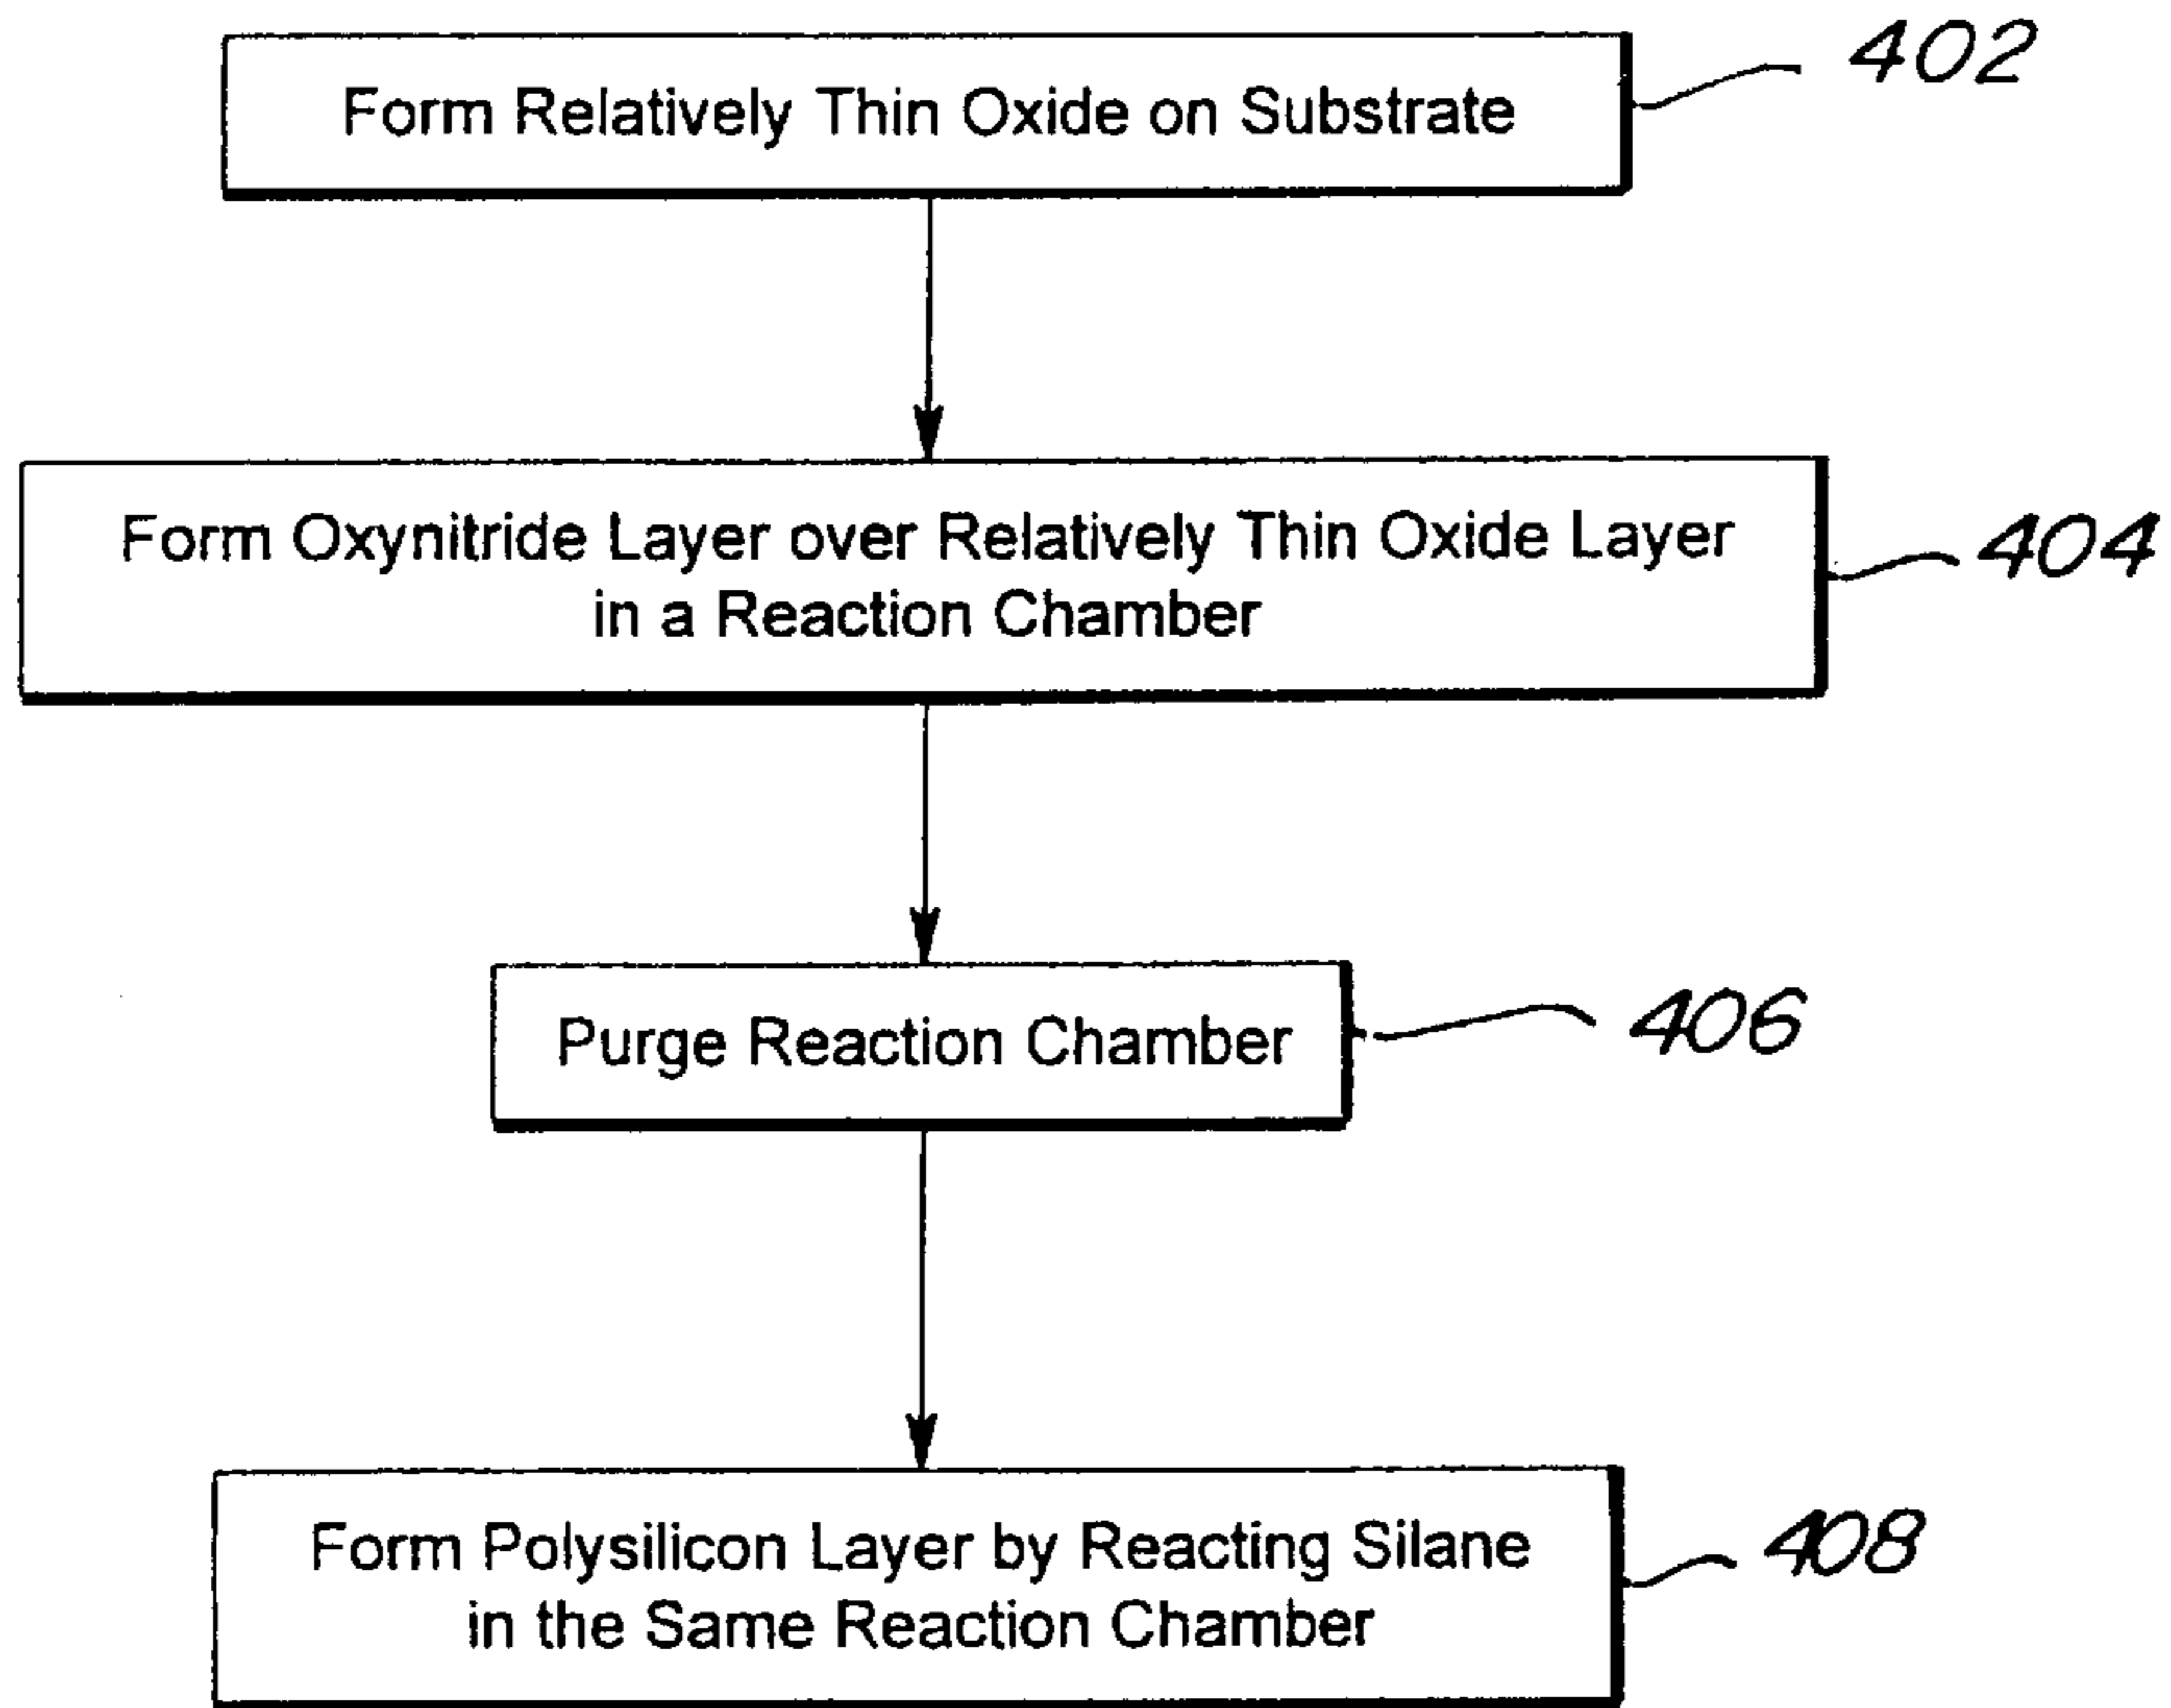 Form Relatively Thin Oxide on Substrate
402
Form Oxynitride Layer over Relatively Thin Oxide Layer
in a Reaction Chamber
404
Purge Reaction Chamber
406
Form Polysilicon Layer by Reacting Silane
in the Same Reaction Chamber
408